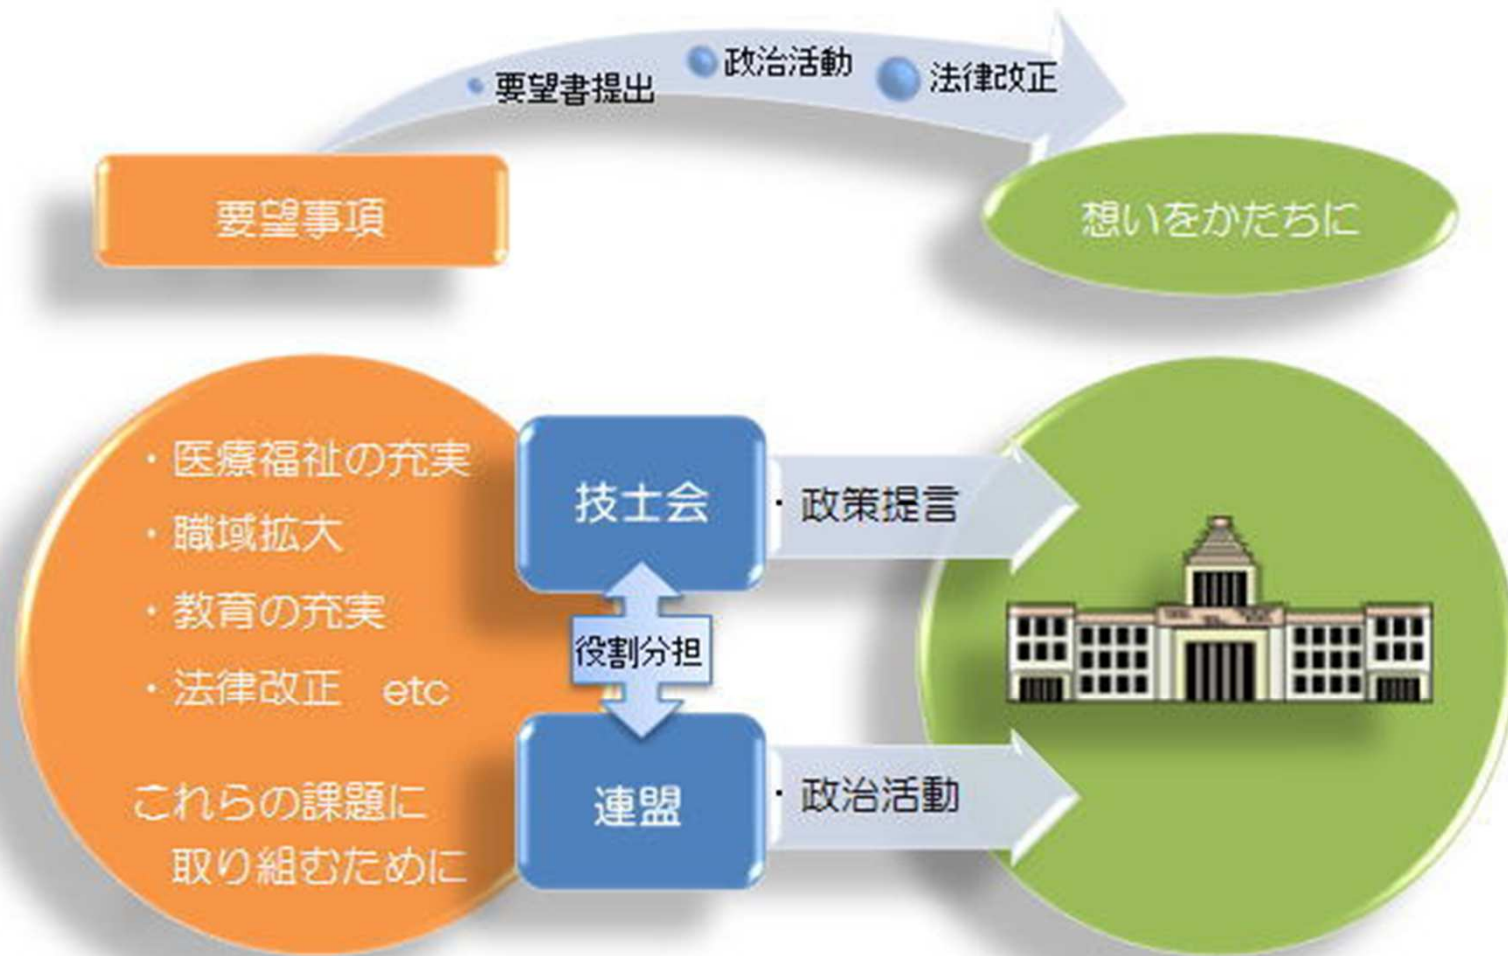 ・要望書提出
・政治活動
・法律改正
要望事項
想いをかたちに
・医療福祉の充実
・職域拡大
・教育の充実
・法律改正　etc
これらの課題に
取り組むために
技士会
・政策提言
役割分担
連盟
・政治活動